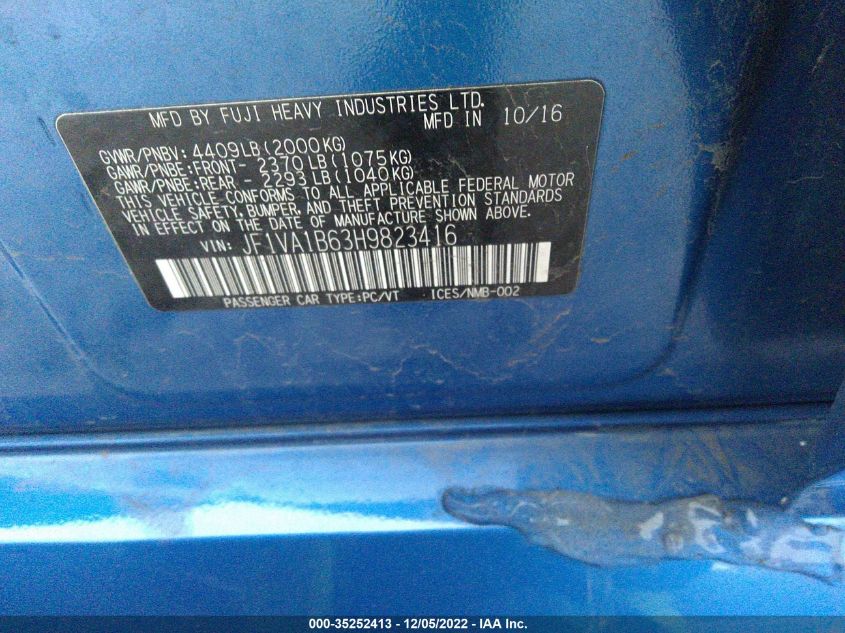 MFD BY FUJI HEAVY INDUSTRIES LTD.
MFD IN 10/16
GVWR/PNBV: 4409LB(2000KG)
GAWR/PNBE:FRONT- 2370LB(1075KG)
GAWR/PNBE:REAR - 2293LB(1040KG)
THIS VEHICLE CONFORMS TO ALL APPLICABLE FEDERAL MOTOR
VEHICLE SAFETY, BUMPER, AND THEFT PREVENTION STANDARDS
IN EFFECT ON THE DATE OF MANUFACTURE SHOWN ABOVE.
VIN: JF1VA1B63H9823416
PASSENGER CAR TYPE:PC/VT ICES/NMB-002
000-35252413 - 12/05/2022 - © IAA Inc.